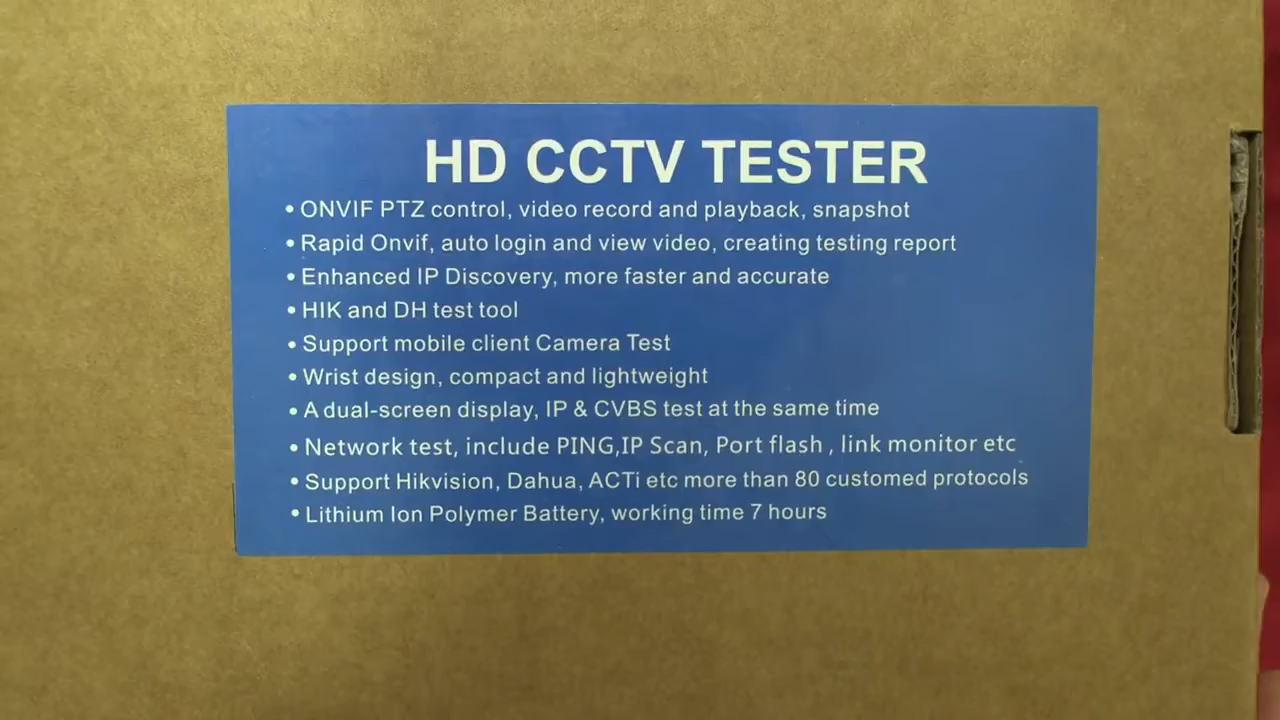 HD CCTV TESTER
• ONVIF PTZ control, video record and playback, snapshot
• Rapid Onvif, auto login and view video, creating testing report
• Enhanced IP Discovery, more faster and accurate
• HIK and DH test tool
• Support mobile client Camera Test
• Wrist design, compact and lightweight
• A dual-screen display, IP & CVBS test at the same time
• Network test, include PING,IP Scan, Port flash , link monitor etc
• Support Hikvision, Dahua, ACTi etc more than 80 customed protocols
• Lithium Ion Polymer Battery, working time 7 hours